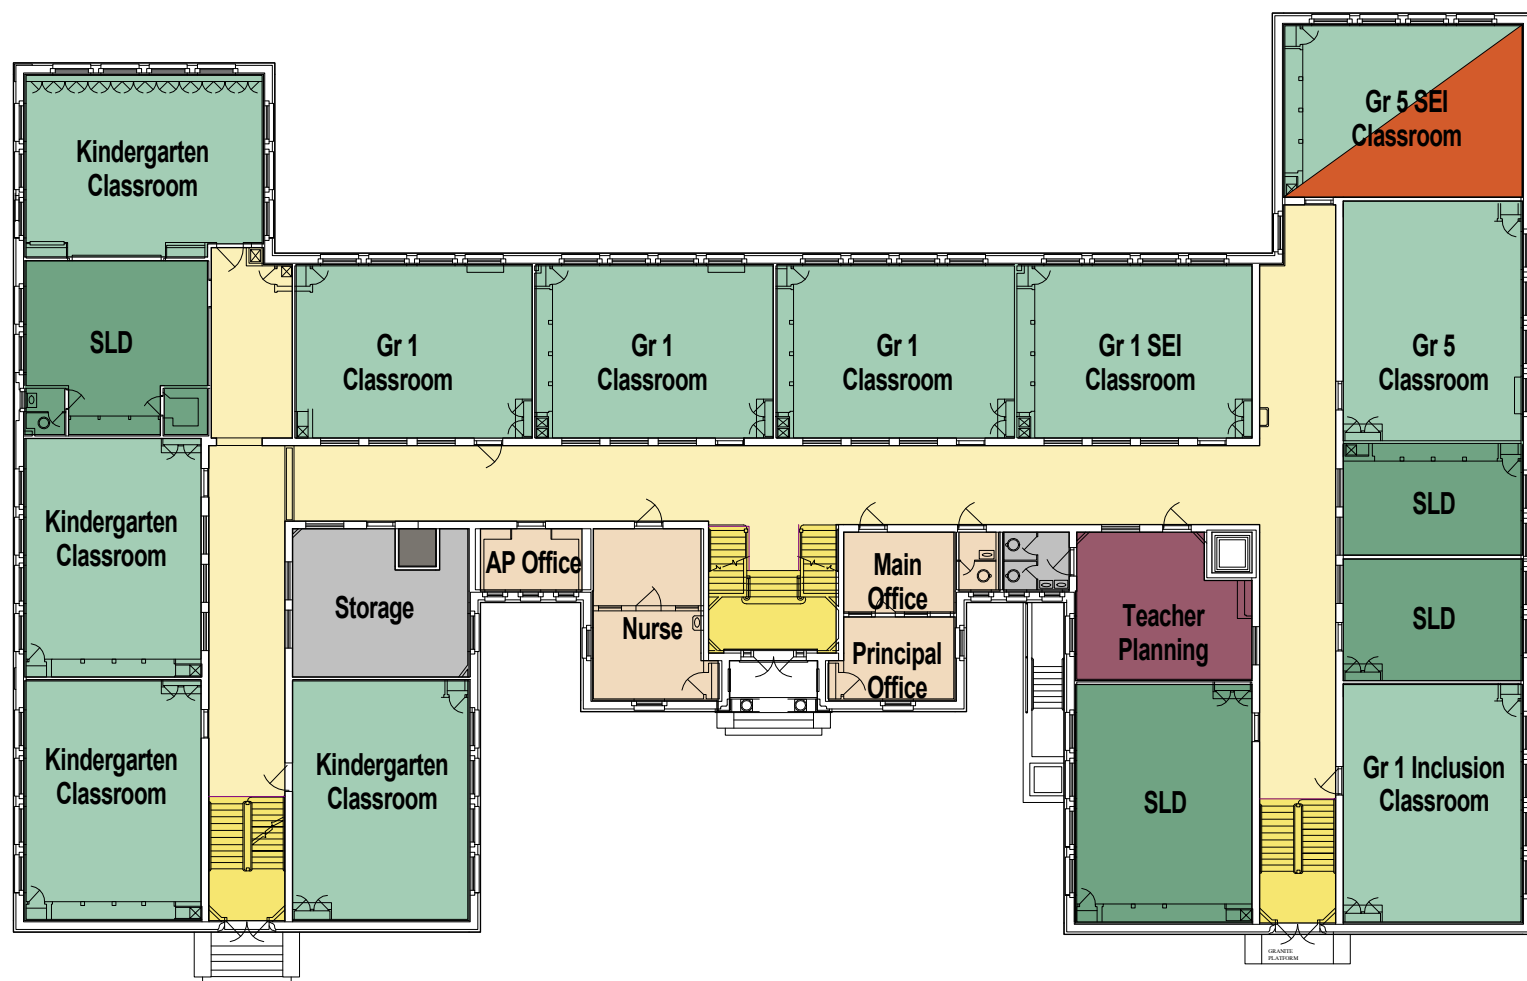 Gr 5 SEI
Classroom
Kindergarten
Classroom
SLD
Gr 1
Classroom
Gr 1
Classroom
Gr 1
Classroom
Gr 1 SEI
Classroom
Gr 5
Classroom
Kindergarten
Classroom
SLD
Storage
AP Office
Nurse
Main
Office
Principal
Office
Teacher
Planning
SLD
Kindergarten
Classroom
Kindergarten
Classroom
SLD
Gr 1 Inclusion
Classroom
GRANITE
PLATFORM